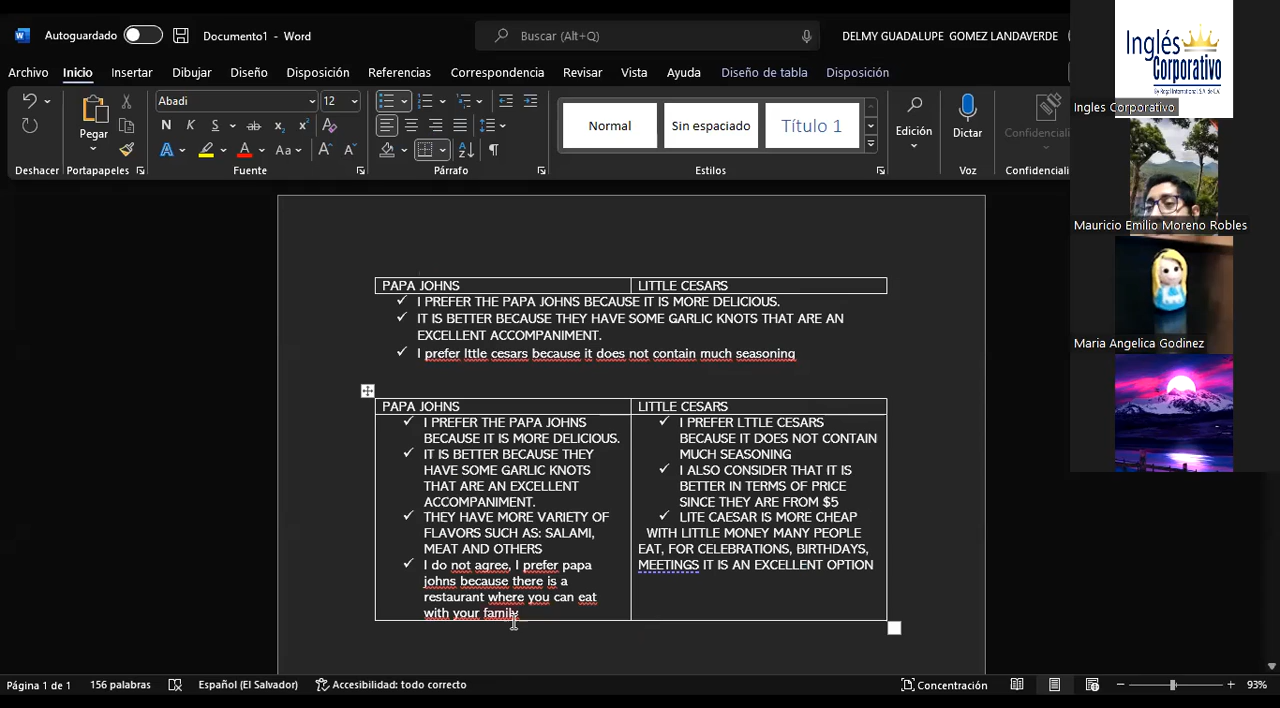 Autoguardado
Documento1 - Word
Buscar (Alt+Q)
DELMY GUADALUPE GOMEZ LANDAVERDE
Archivo Inicio Insertar Dibujar Diseño Disposición Referencias Correspondencia Revisar Vista Ayuda Diseño de tabla Disposición
Pegar
Abadi 12
N K S ab x₂ x²
A A Aa A A
Normal
Sin espaciado
Título 1
Edición
Dictar
Confidencialid
Deshacer Portapapeles Fuente Párrafo Estilos Voz Confidenciali
PAPA JOHNS LITTLE CESARS
✓ I PREFER THE PAPA JOHNS BECAUSE IT IS MORE DELICIOUS.
✓ IT IS BETTER BECAUSE THEY HAVE SOME GARLIC KNOTS THAT ARE AN
EXCELLENT ACCOMPANIMENT.
✓ I prefer lttle cesars because it does not contain much seasoning
PAPA JOHNS
✓ I PREFER THE PAPA JOHNS
BECAUSE IT IS MORE DELICIOUS.
✓ IT IS BETTER BECAUSE THEY
HAVE SOME GARLIC KNOTS
THAT ARE AN EXCELLENT
ACCOMPANIMENT.
✓ THEY HAVE MORE VARIETY OF
FLAVORS SUCH AS: SALAMI,
MEAT AND OTHERS
✓ I do not agree, I prefer papa
johns because there is a
restaurant where you can eat
with your family
LITTLE CESARS
✓ I PREFER LTTLE CESARS
BECAUSE IT DOES NOT CONTAIN
MUCH SEASONING
✓ I ALSO CONSIDER THAT IT IS
BETTER IN TERMS OF PRICE
SINCE THEY ARE FROM $5
✓ LITE CAESAR IS MORE CHEAP
WITH LITTLE MONEY MANY PEOPLE
EAT, FOR CELEBRATIONS, BIRTHDAYS,
MEETINGS IT IS AN EXCELLENT OPTION
Página 1 de 1 156 palabras Español (El Salvador) Accesibilidad: todo correcto Concentración 93%
Inglés
Corporativo
Ingles Corporativo
Mauricio Emilio Moreno Robles
Maria Angelica Godinez